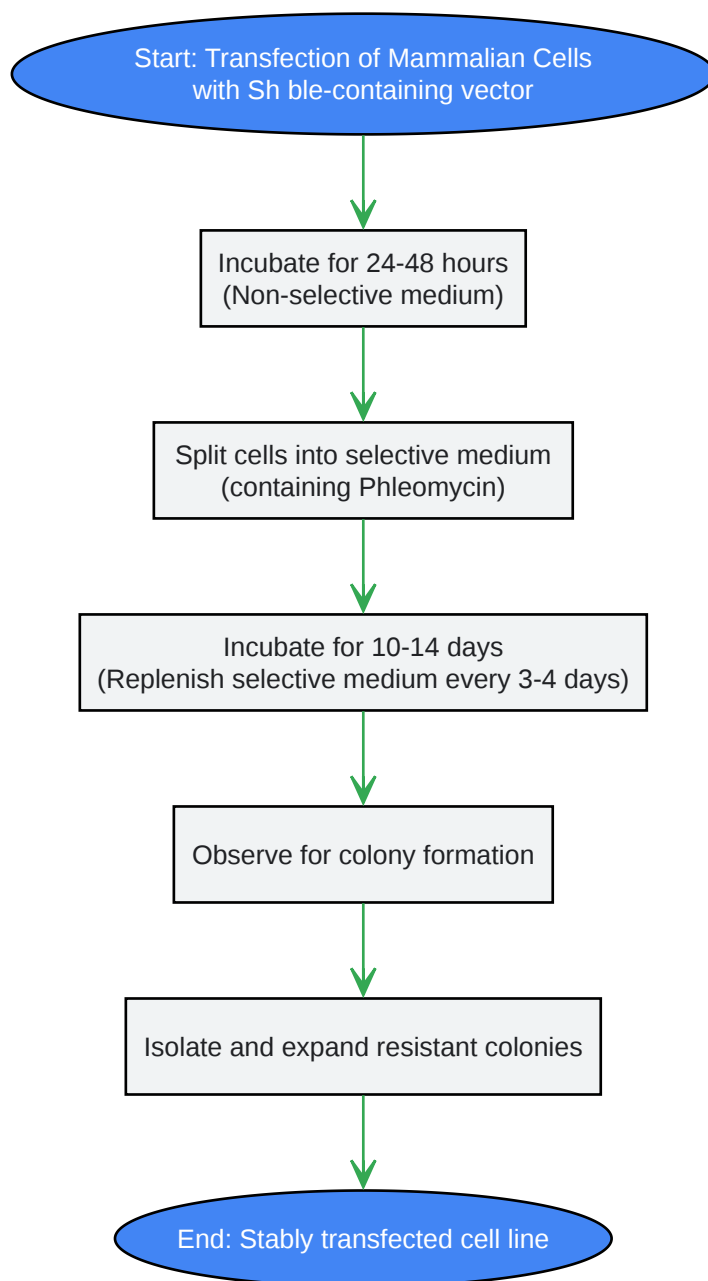 Start: Transfection of Mammalian Cells
with Sh ble-containing vector
Incubate for 24-48 hours
(Non-selective medium)
Split cells into selective medium
(containing Phleomycin)
Incubate for 10-14 days
(Replenish selective medium every 3-4 days)
Observe for colony formation
Isolate and expand resistant colonies
End: Stably transfected cell line